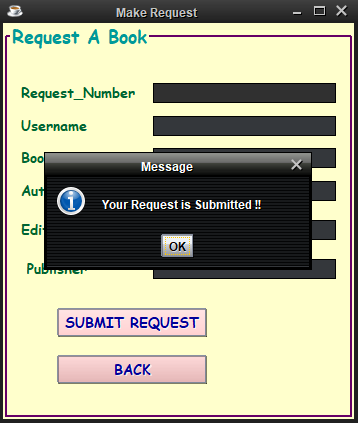 Make Request
Request A Book
Request_Number
Username
Boo
Message
Aut
Your Request is Submitted !!
Edit
OK
Publisher
SUBMIT REQUEST
BACK